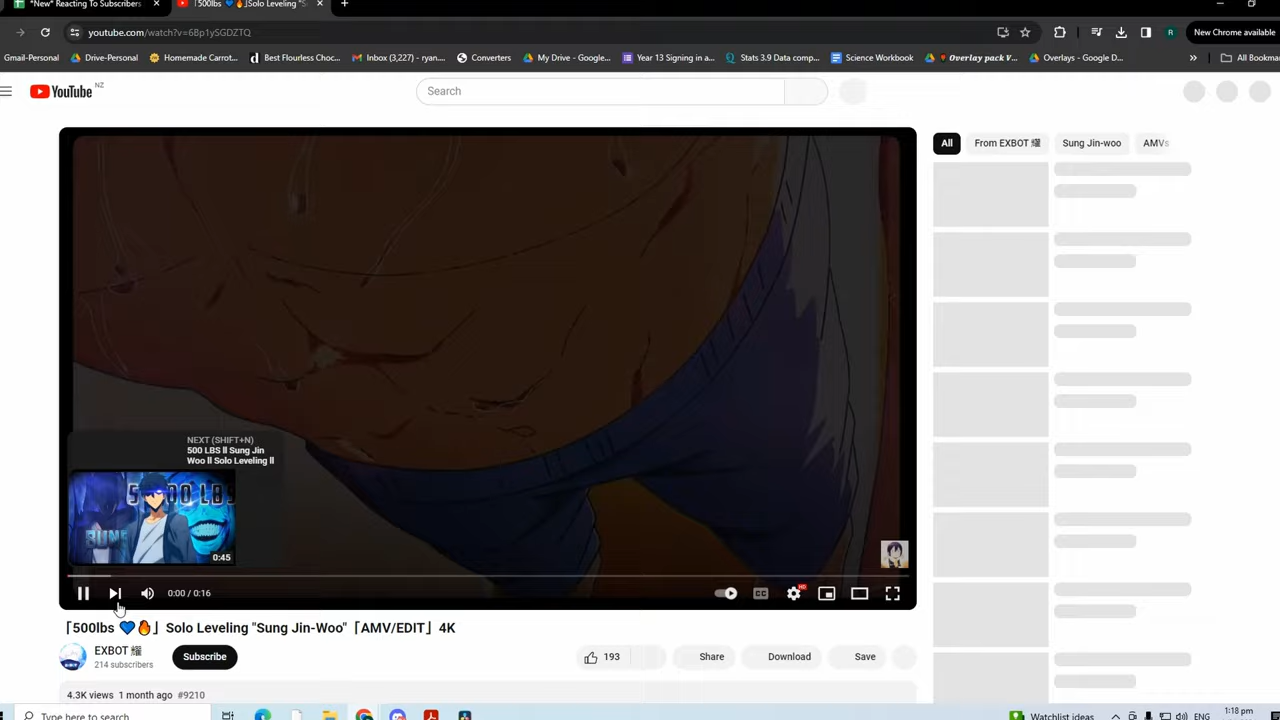 *New* Reacting To Subscribers
「500lbs 💙🔥」Solo Leveling "S
youtube.com/watch?v=6Bp1ySGDZTQ
New Chrome available
Gmail-Personal
Drive-Personal
Homemade Carrot...
Best Flourless Choc...
Inbox (3,227) - ryan....
Converters
My Drive - Google...
Year 13 Signing in a...
Stats 3.9 Data comp...
Science Workbook
Overlay pack V...
Overlays - Google D...
All Bookmar
YouTube NZ
Search
All
From EXBOT 耀
Sung Jin-woo
AMVs
NEXT (SHIFT+N)
500 LBS ll Sung Jin
Woo ll Solo Leveling ll
0:45
0:00 / 0:16
「500lbs 💙🔥」Solo Leveling "Sung Jin-Woo"「AMV/EDIT」4K
EXBOT 耀
214 subscribers
Subscribe
193
Share
Download
Save
4.3K views 1 month ago #9210
Type here to search
Watchlist ideas
ENG
1:18 pm